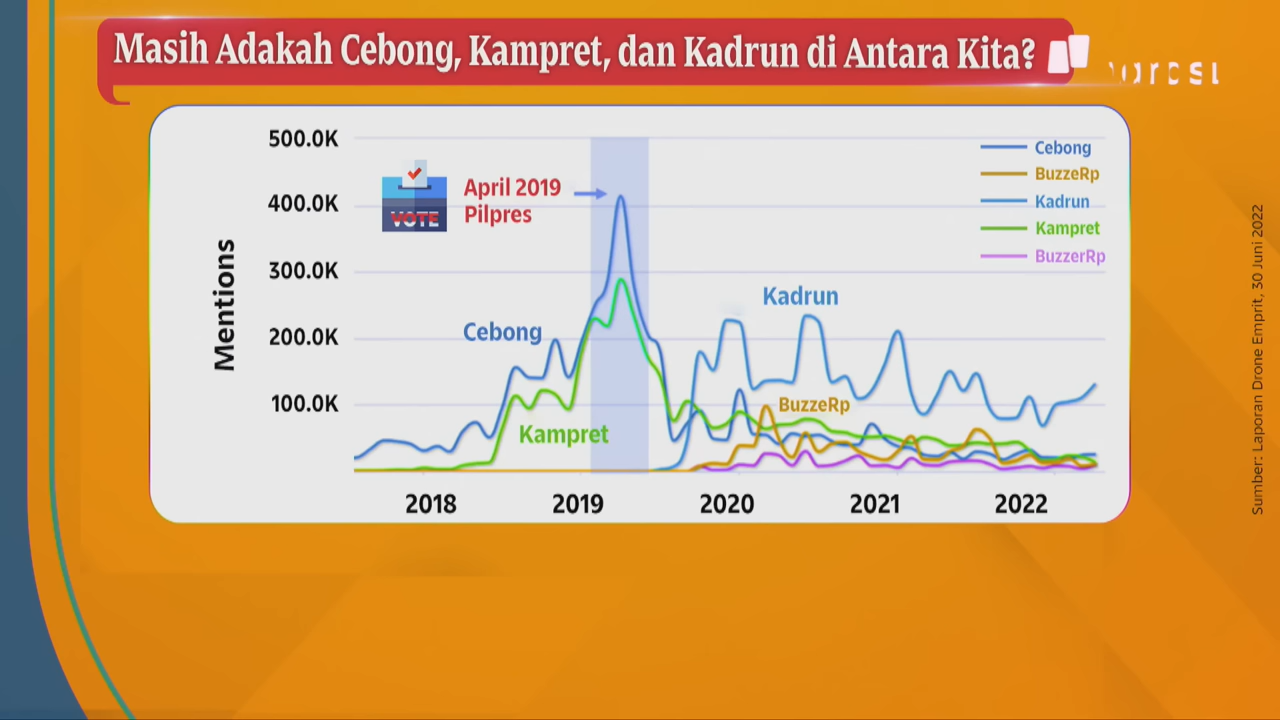 Masih Adakah Cebong, Kampret, dan Kadrun di Antara Kita?
500.0K
400.0K
300.0K
200.0K
100.0K
Mentions
VOTE
April 2019
Pilpres
Cebong
Kampret
Kadrun
BuzzeRp
Cebong
BuzzeRp
Kadrun
Kampret
BuzzerRp
2018
2019
2020
2021
2022
Sumber: Laporan Drone Emprit, 30 Juni 2022